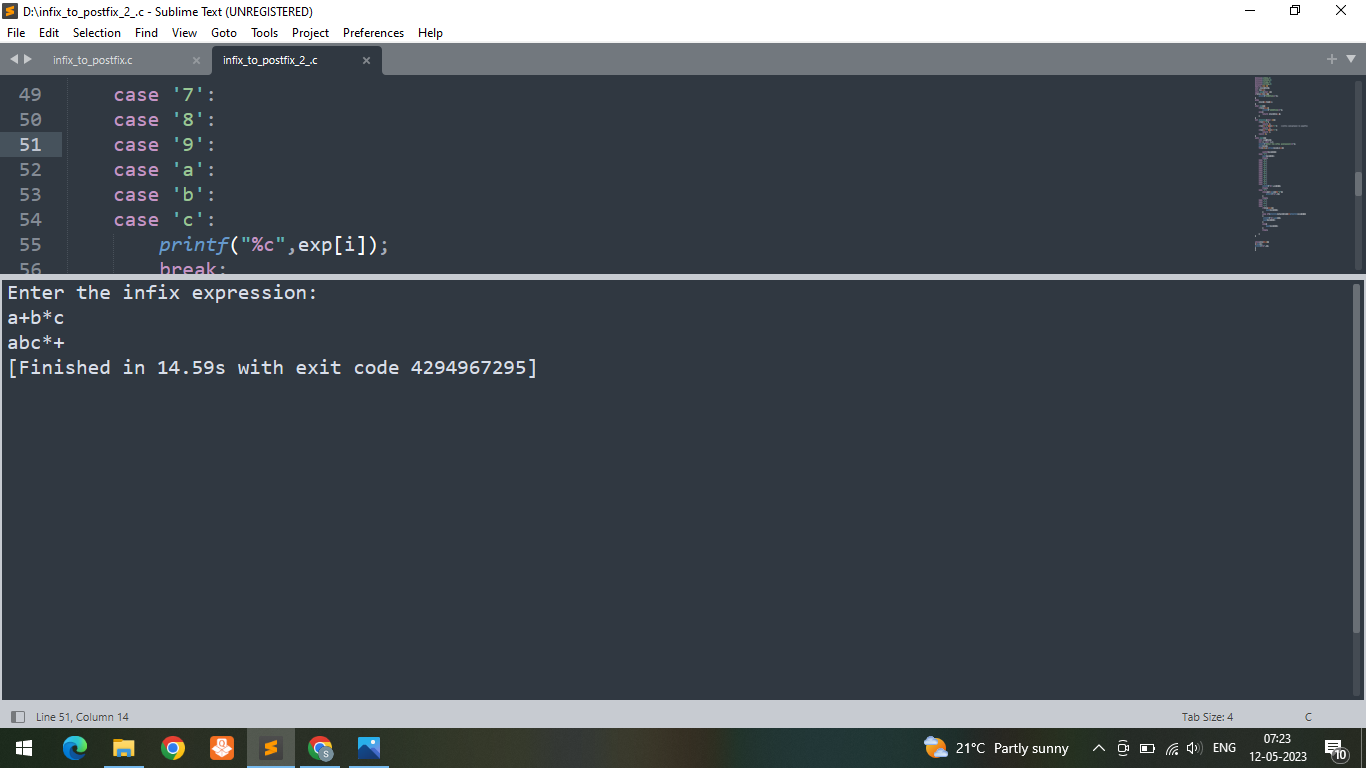 D:\infix_to_postfix_2_.c - Sublime Text (UNREGISTERED)
File Edit Selection Find View Goto Tools Project Preferences Help
infix_to_postfix.c infix_to_postfix_2_.c
49 case '7':
50 case '8':
51 case '9':
52 case 'a':
53 case 'b':
54 case 'c':
55 printf("%c",exp[i]);
56 break;
Enter the infix expression:
a+b*c
abc*+
[Finished in 14.59s with exit code 4294967295]
Line 51, Column 14 Tab Size: 4 C
S 21°C Partly sunny ENG 07:23
12-05-2023 10